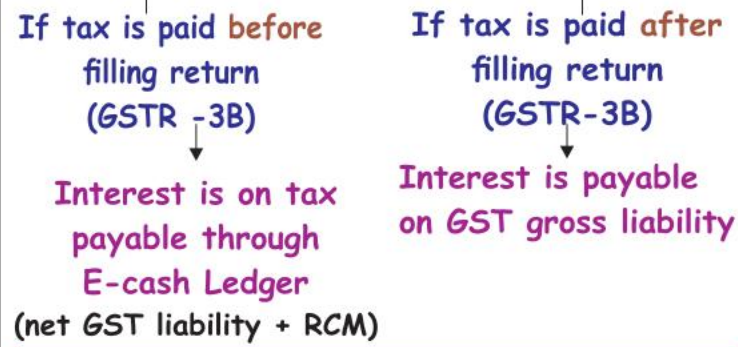 If tax is paid before
filling return
(GSTR -3B)
Interest is on tax
payable through
E-cash Ledger
(net GST liability + RCM)
If tax is paid after
filling return
(GSTR-3B)
Interest is payable
on GST gross liability